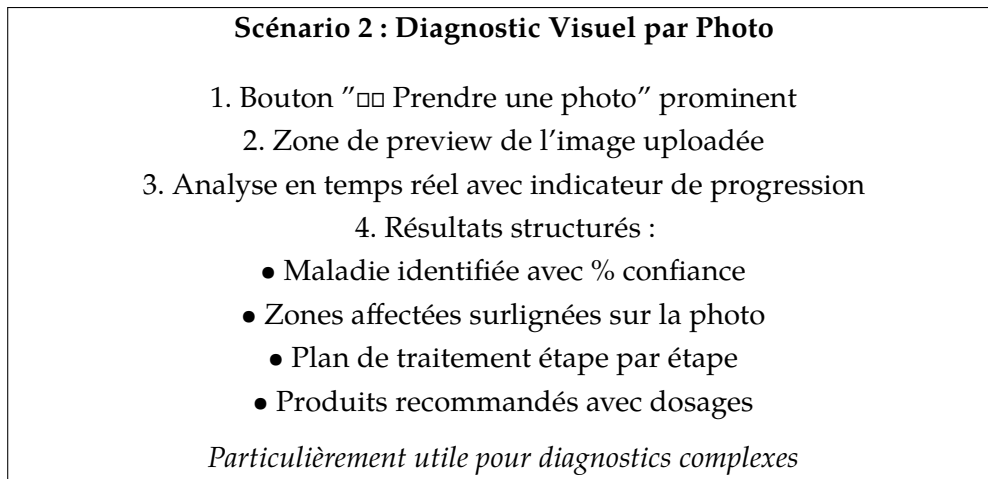 Scénario 2 : Diagnostic Visuel par Photo
1. Bouton ”□□ Prendre une photo” prominent
2. Zone de preview de l’image uploadée
3. Analyse en temps réel avec indicateur de progression
4. Résultats structurés :
• Maladie identifiée avec % confiance
• Zones affectées surlignées sur la photo
• Plan de traitement étape par étape
• Produits recommandés avec dosages
Particulièrement utile pour diagnostics complexes